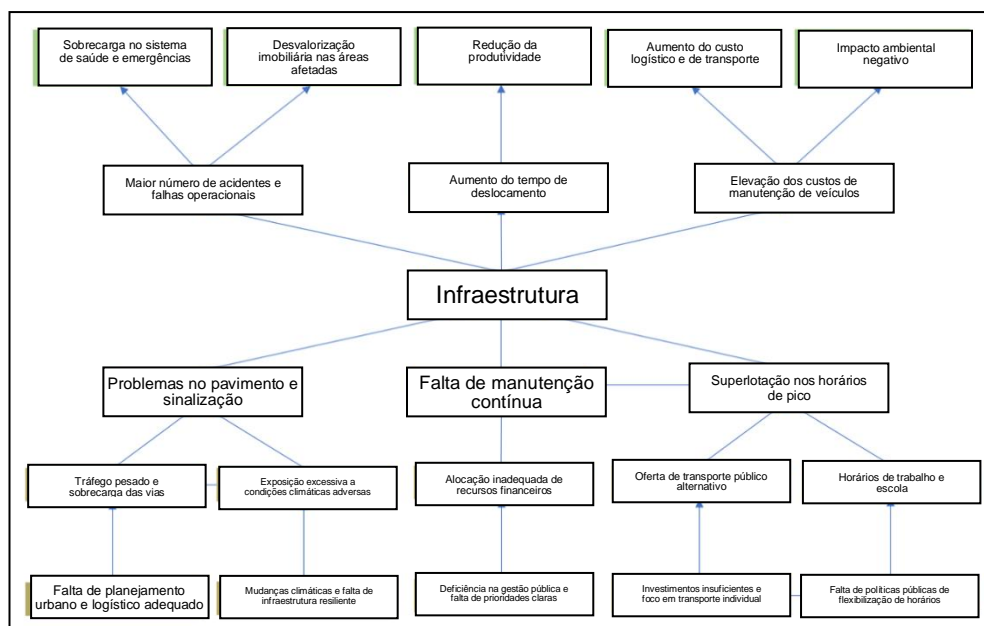 Sobrecarga no sistema
de saúde e emergências
Desvalorização
imobiliária nas áreas
afetadas
Redução da
produtividade
Aumento do custo
logístico e de transporte
Impacto ambiental
negativo
Maior número de acidentes e
falhas operacionais
Aumento do tempo de
deslocamento
Elevação dos custos de
manutenção de veículos
Infraestrutura
Problemas no pavimento e
sinalização
Falta de manutenção
contínua
Superlotação nos horários
de pico
Tráfego pesado e
sobrecarga das vias
Exposição excessiva a
condições climáticas adversas
Alocação inadequada de
recursos financeiros
Oferta de transporte público
alternativo
Horários de trabalho e
escola
Falta de planejamento
urbano e logístico adequado
Mudanças climáticas e falta de
infraestrutura resiliente
Deficiência na gestão pública e
falta de prioridades claras
Investimentos insuficientes e
foco em transporte individual
Falta de políticas públicas de
flexibilização de horários